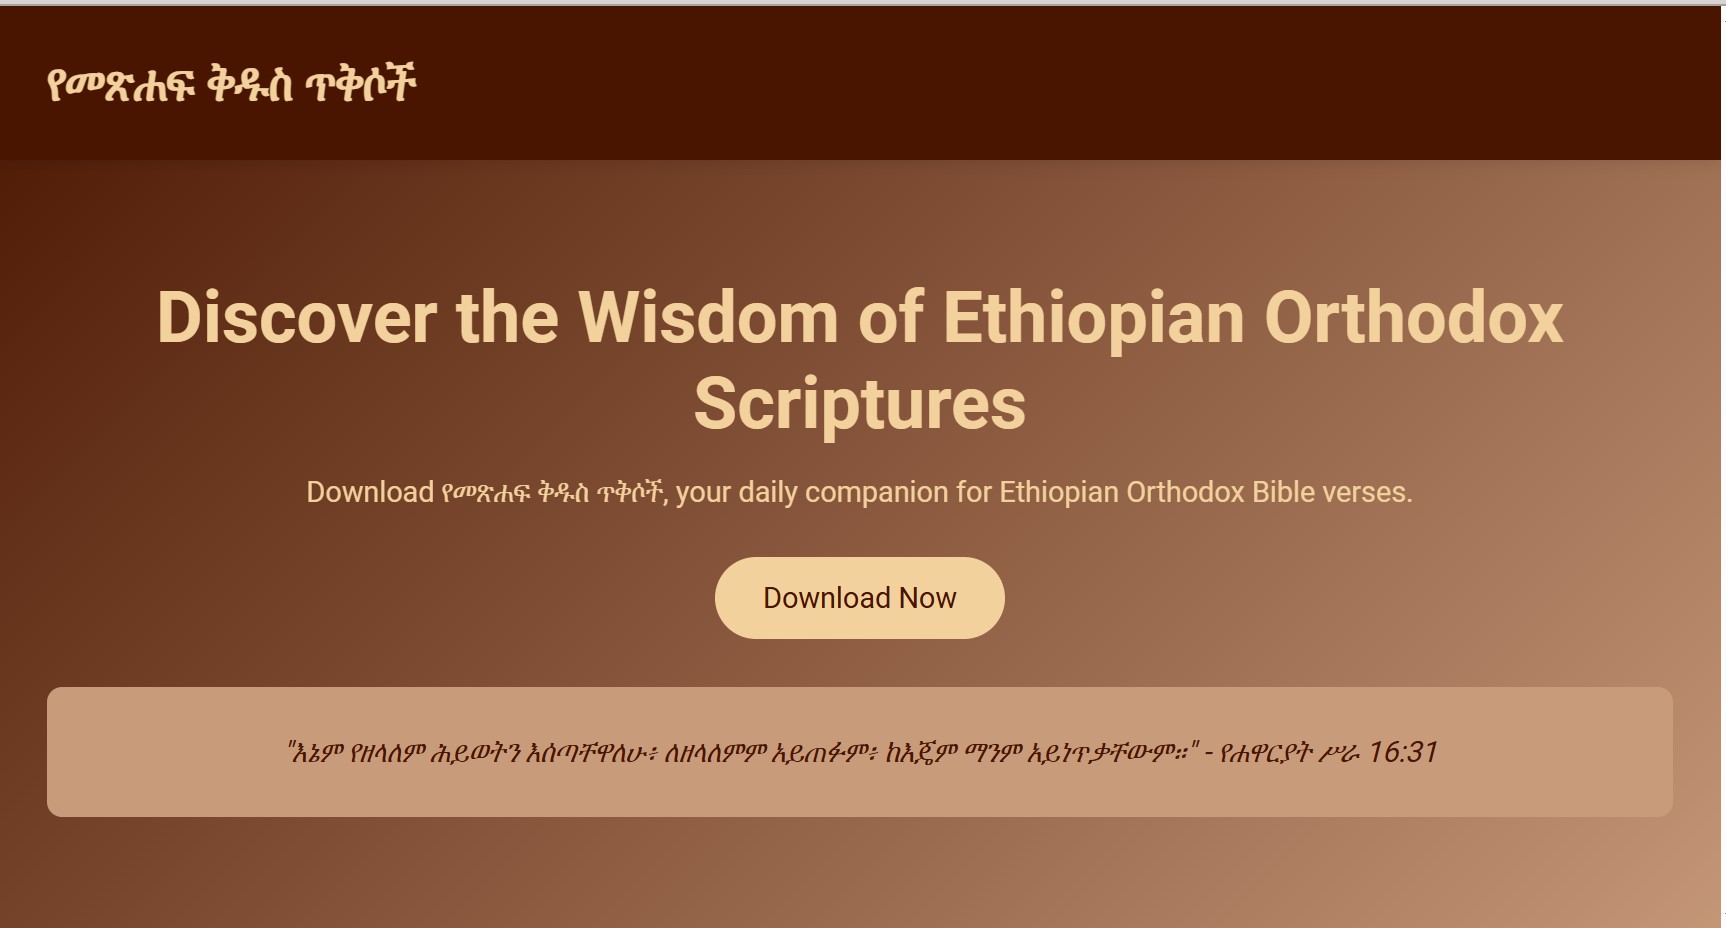 የመጽሐፍ ቅዱስ ጥቅሶች
Discover the Wisdom of Ethiopian Orthodox
Scriptures
Download የመጽሐፍ ቅዱስ ጥቅሶች, your daily companion for Ethiopian Orthodox Bible verses.
Download Now
"እኔም የዘላለም ሕይወትን እሰጣቸዋለሁ፥ ለዘላለምም አይጠፉም፥ ከእጄም ማንም አይነጥቃቸውም።" - የሐዋርያት ሥራ 16:31